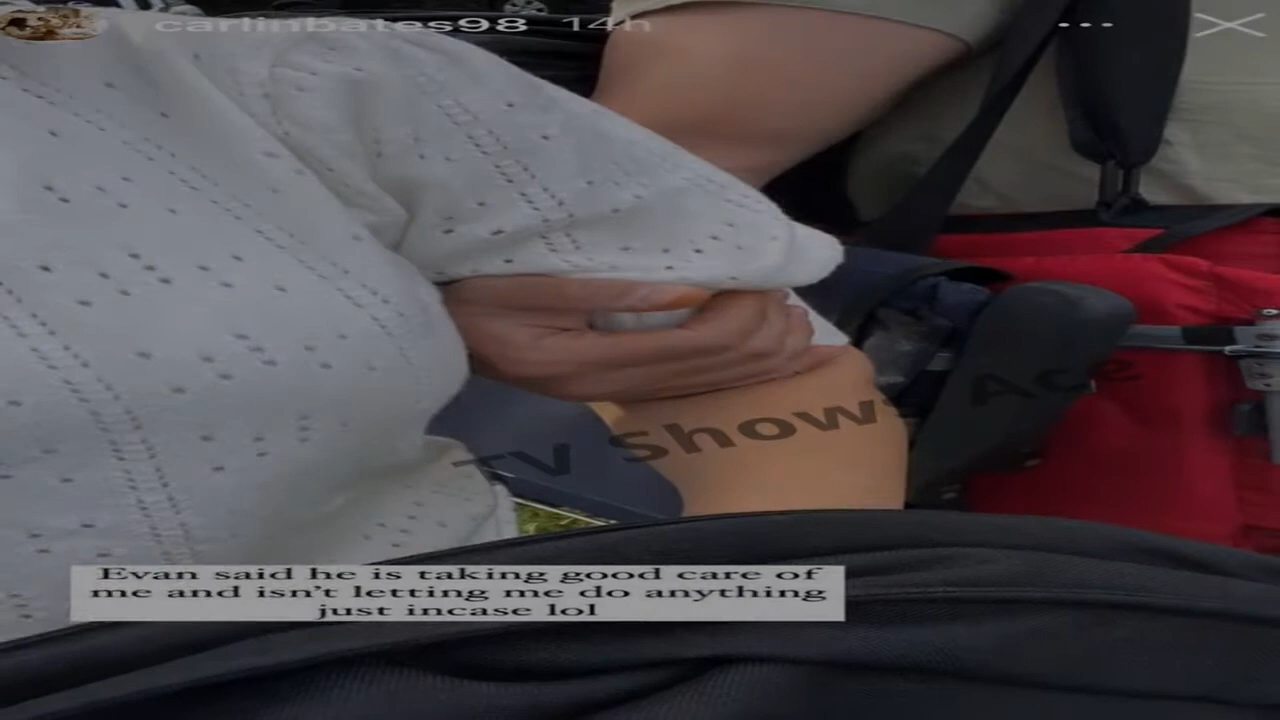 carlinbates98 14h
TV Shows Ace
Evan said he is taking good care of
me and isn't letting me do anything
just incase lol